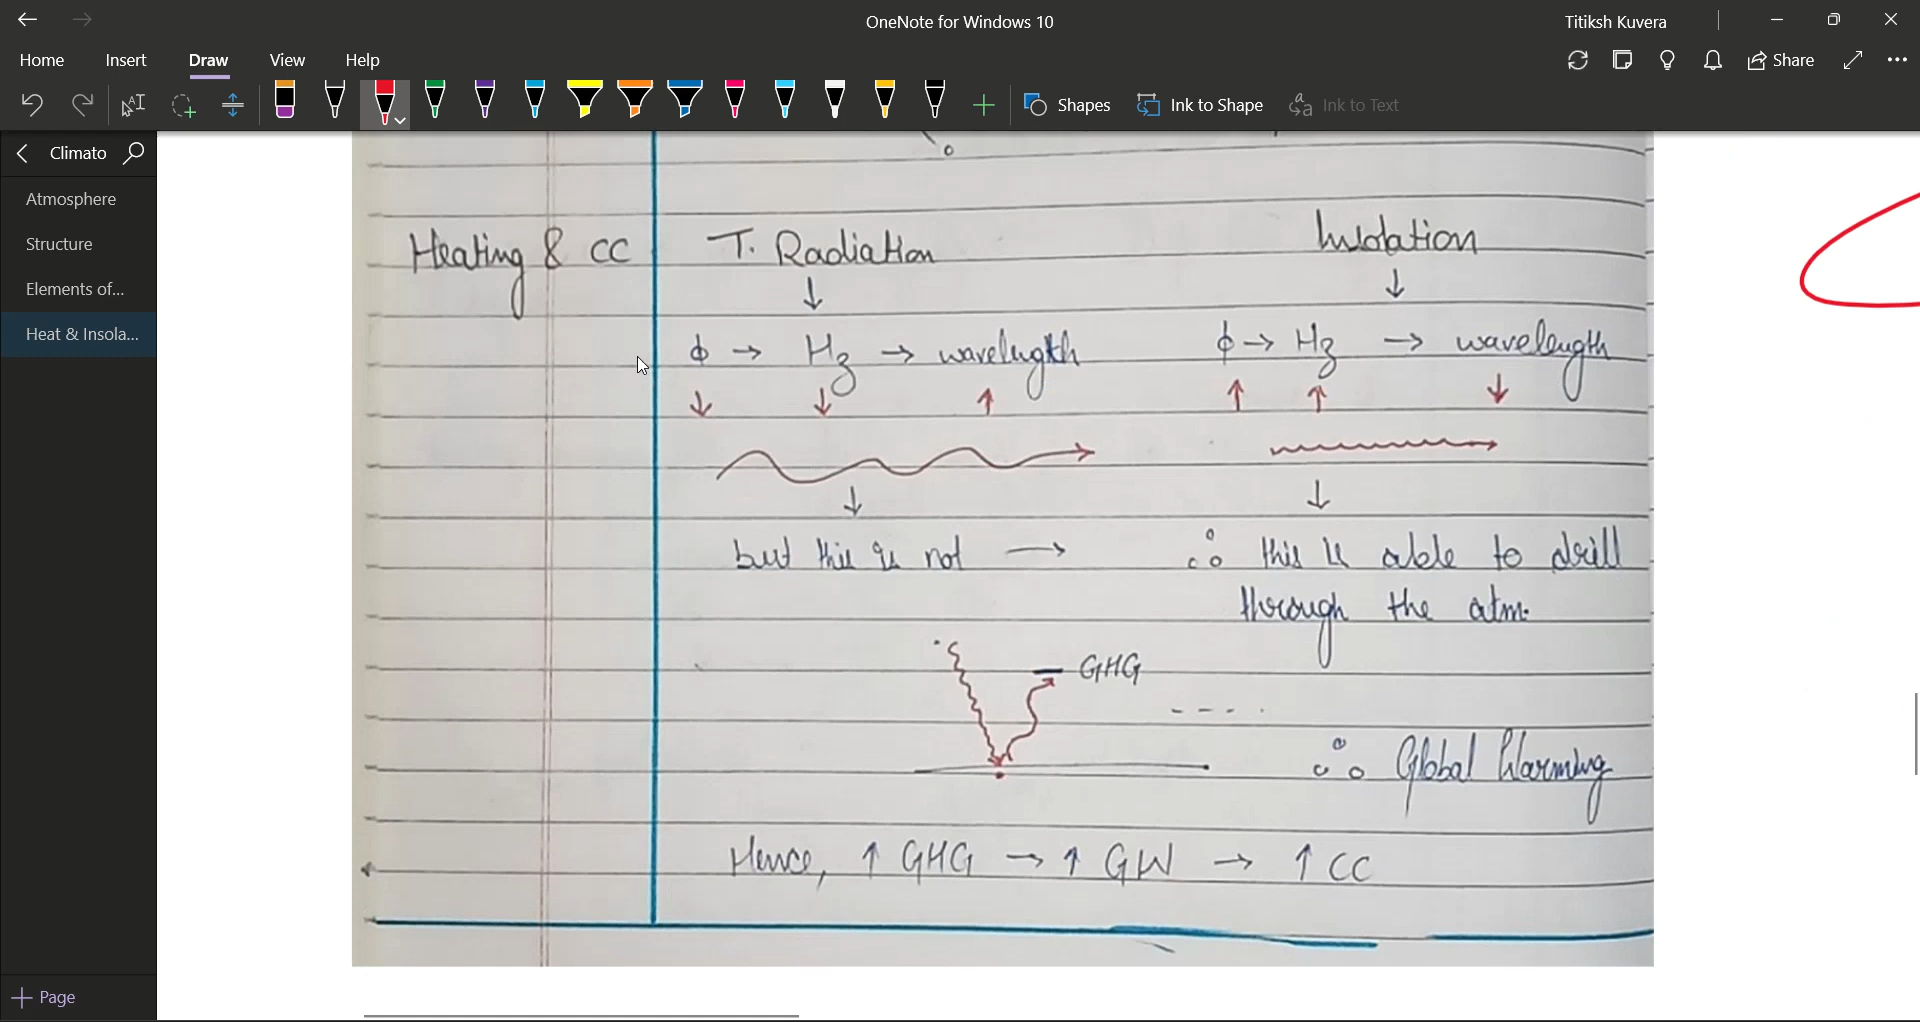 OneNote for Windows 10
Titiksh Kuvera
Home Insert Draw View Help
Share
Shapes Ink to Shape Ink to Text
Climato
Atmosphere
Structure
Elements of...
Heat & Insola...
Page
Heating & CC
T. Radiation Insolation
↓ ↓
ϕ → Hz → wavelength ϕ → Hz → wavelength
↓ ↓ ↑ ↑ ↑ ↓
↓ ↓
but this is not → ∴ this is able to drill
through the atm.
GHG
- - - -
∴ Global Warming
Hence, ↑ GHG → ↑ GW → ↑ CC